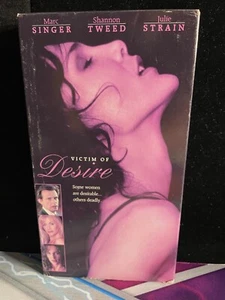 Marc Shannon Julie
SINGER TWEED STRAIN
VICTIM OF
Desire
Some women
are desirable...
others deadly.